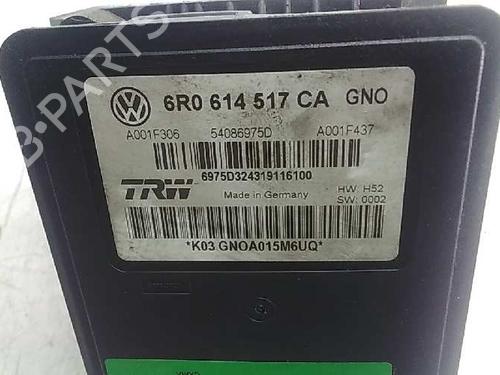 B-PARTS
6R0 614 517 CA GNO
A001F306 54086975D A001F437
6975D324319116100
TRW Made in Germany HW: H52
SW: 0002
*K03 GNOA015M6UQ*